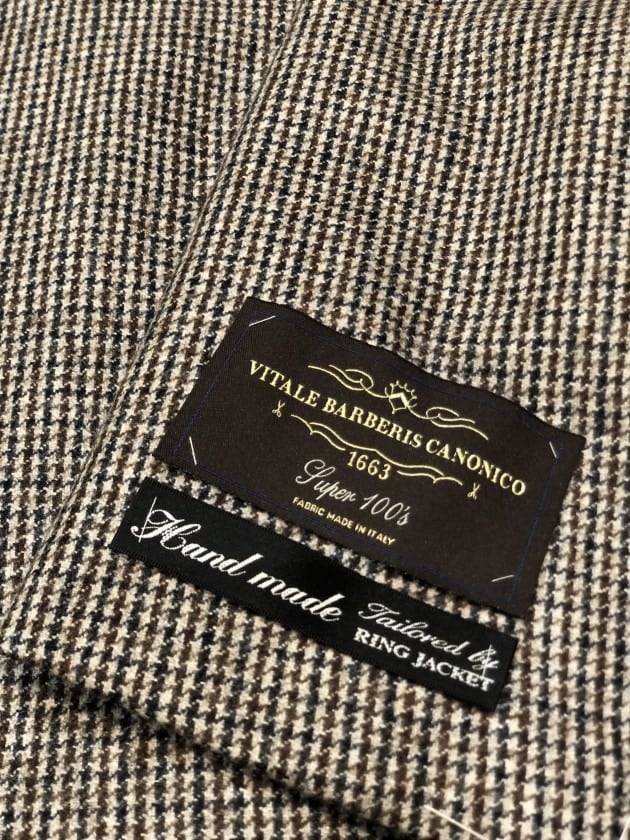 VITALE BARBERIS CANONICO
1663
Super 100's
FABRIC MADE IN ITALY
Hand made
Tailored by
RING JACKET